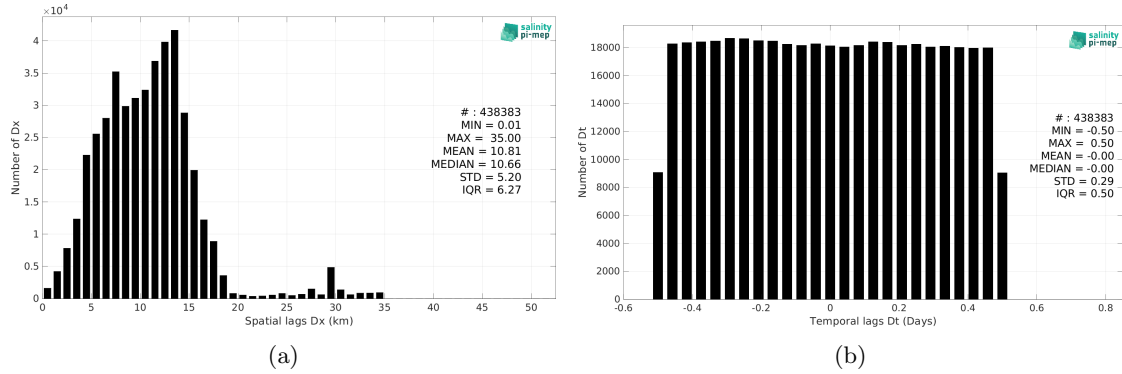 ×10⁴
salinity
pi-mep
4
3.5
3
2.5
2
1.5
1
0.5
0
Number of Dx
# : 438383
MIN = 0.01
MAX = 35.00
MEAN = 10.81
MEDIAN = 10.66
STD = 5.20
IQR = 6.27
0 5 10 15 20 25 30 35 40 45 50
Spatial lags Dx (km)
(a)
salinity
pi-mep
18000
16000
14000
12000
10000
8000
6000
4000
2000
0
Number of Dt
# : 438383
MIN = -0.50
MAX = 0.50
MEAN = -0.00
MEDIAN = -0.00
STD = 0.29
IQR = 0.50
-0.6 -0.4 -0.2 0 0.2 0.4 0.6 0.8
Temporal lags Dt (Days)
(b)